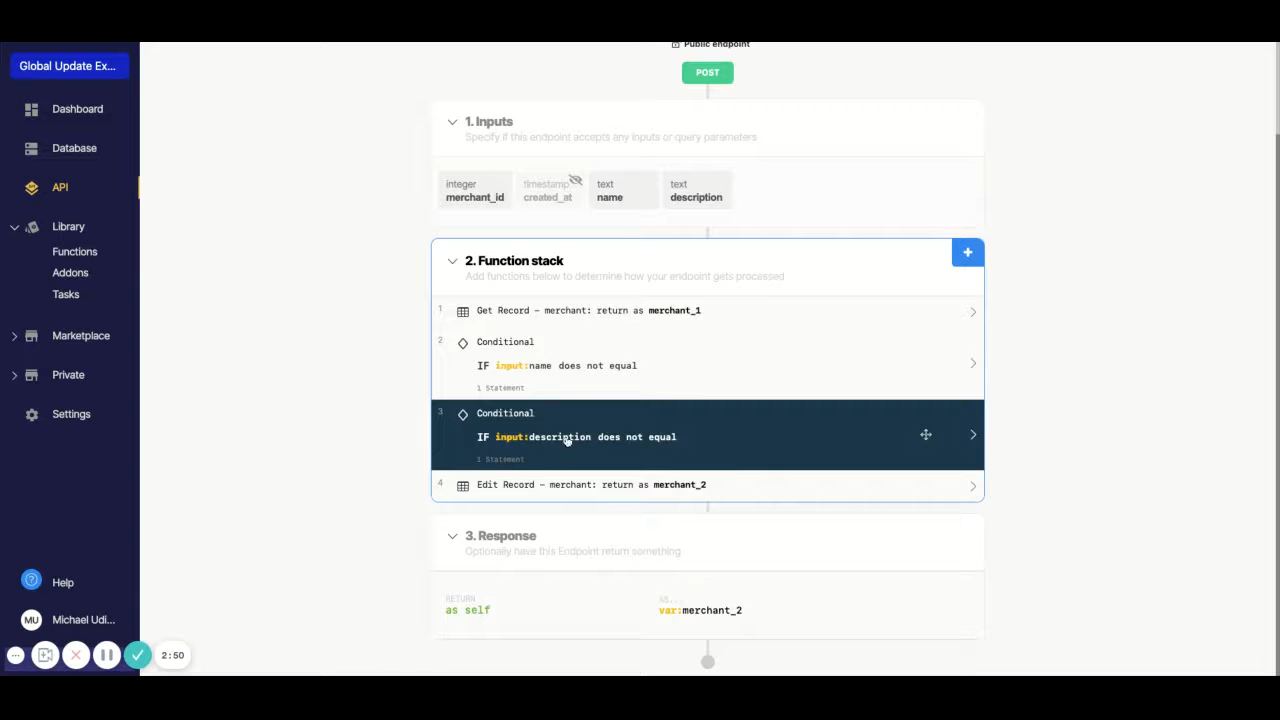 Global Update Ex...
Dashboard
Database
API
Library
Functions
Addons
Tasks
Marketplace
Private
Settings
Help
MU Michael Udi...
2:50
Public endpoint
POST
1. Inputs
Specify if this endpoint accepts any inputs or query parameters
integer
merchant_id
timestamp
created_at
text
name
text
description
2. Function stack
Add functions below to determine how your endpoint gets processed
1 Get Record – merchant: return as merchant_1
2 Conditional
IF input:name does not equal
1 Statement
3 Conditional
IF input:description does not equal
1 Statement
4 Edit Record – merchant: return as merchant_2
3. Response
Optionally have this Endpoint return something
RETURN
as self
AS...
var:merchant_2